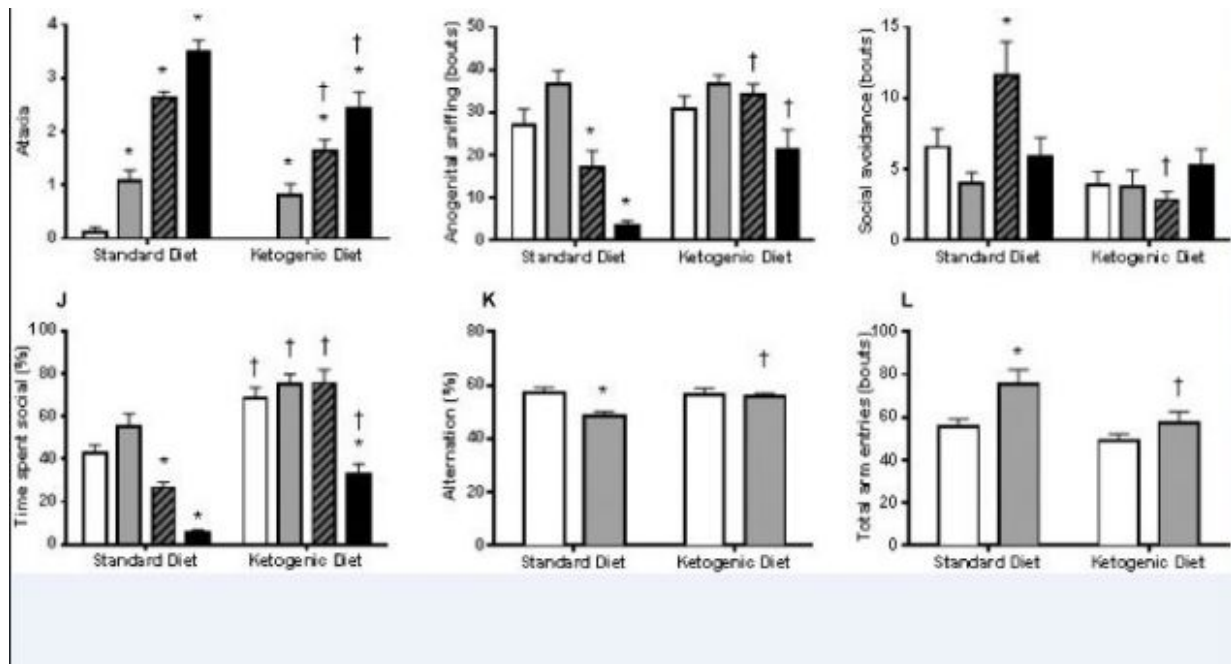 Ataxia
4
3
2
1
0
* * *
* † * † *
Standard Diet Ketogenic Diet
Anogenital sniffing (bouts)
50
40
30
20
10
0
* *
† †
Standard Diet Ketogenic Diet
Social avoidance (bouts)
15
10
5
0
*
†
Standard Diet Ketogenic Diet
J
Time spent social (%)
100
80
60
40
20
0
* *
† † † † *
Standard Diet Ketogenic Diet
K
Alternation (%)
80
60
40
20
0
*
†
Standard Diet Ketogenic Diet
L
Total arm entries (bouts)
100
80
60
40
20
0
*
†
Standard Diet Ketogenic Diet